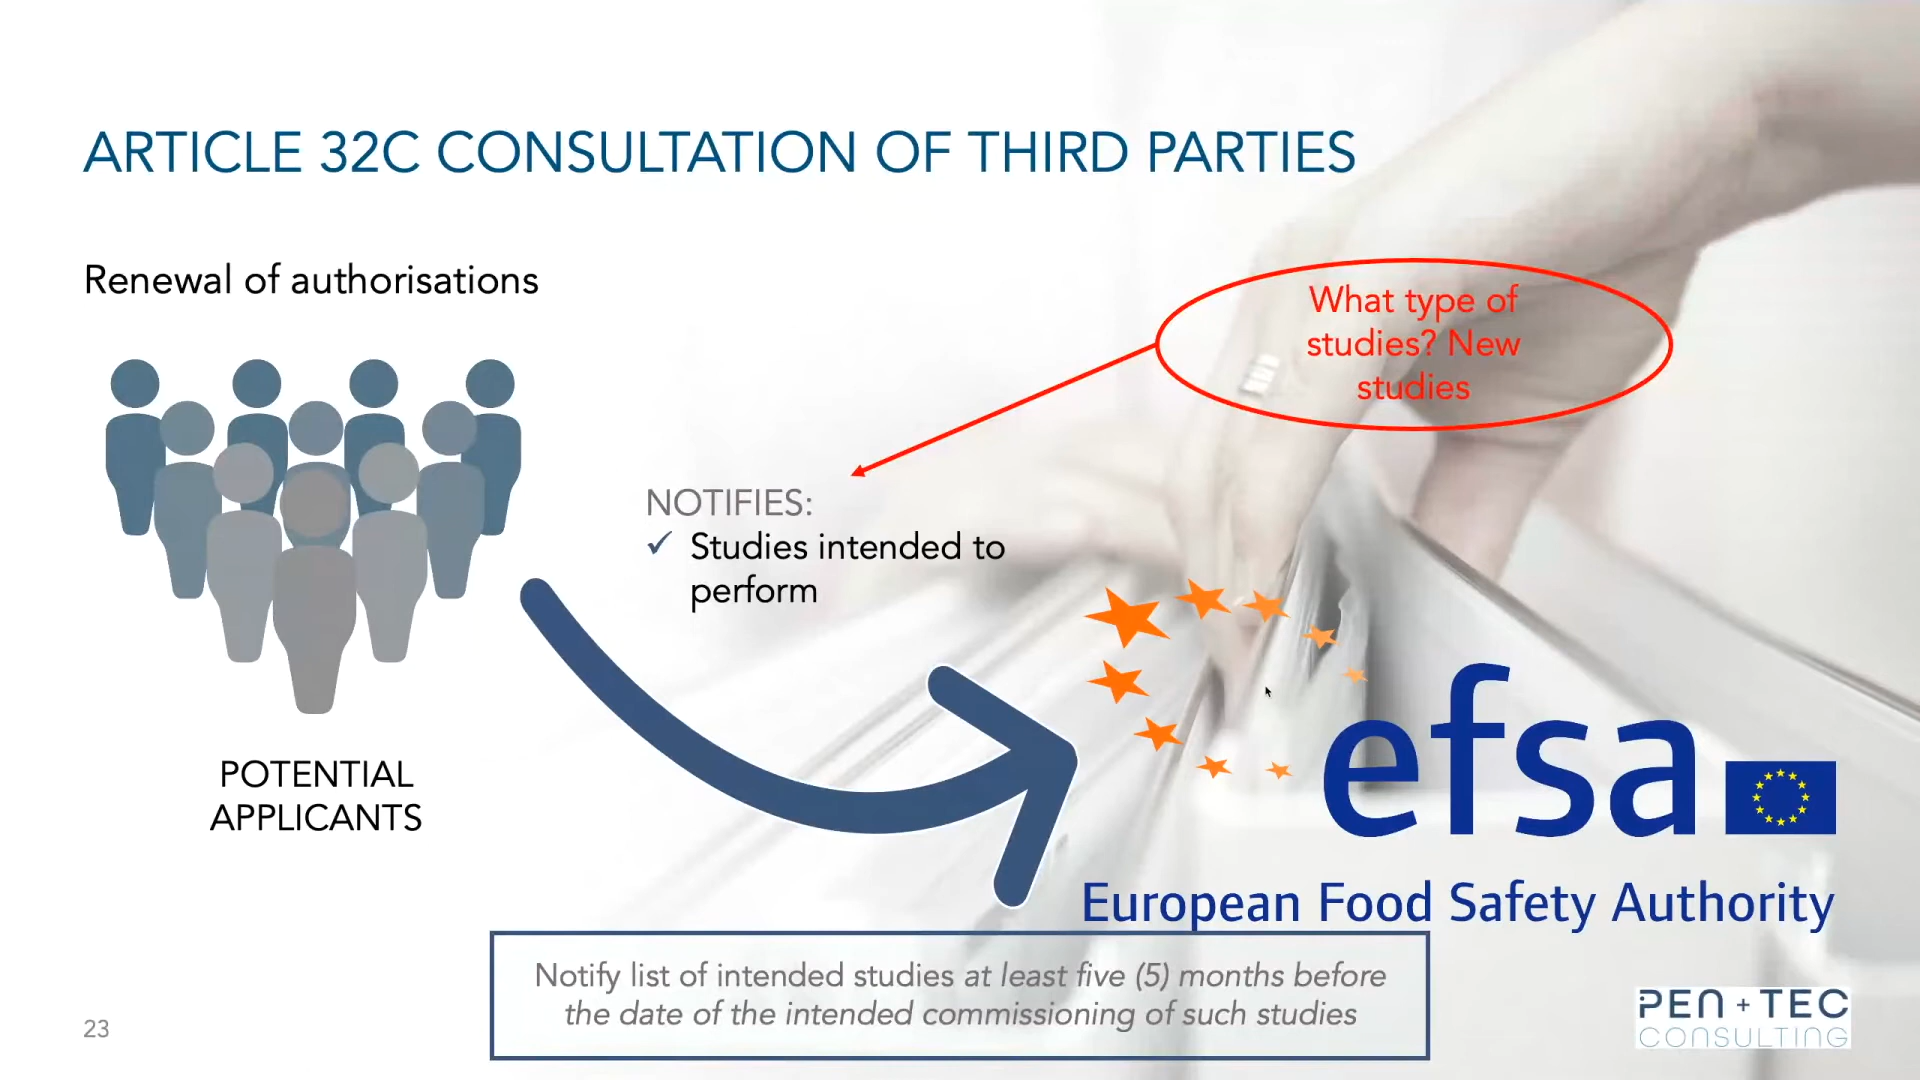 ARTICLE 32C CONSULTATION OF THIRD PARTIES
Renewal of authorisations
What type of
studies? New
studies
NOTIFIES:
✓ Studies intended to
perform
POTENTIAL
APPLICANTS
efsa
European Food Safety Authority
Notify list of intended studies at least five (5) months before
the date of the intended commissioning of such studies
23
PEN + TEC
CONSULTING